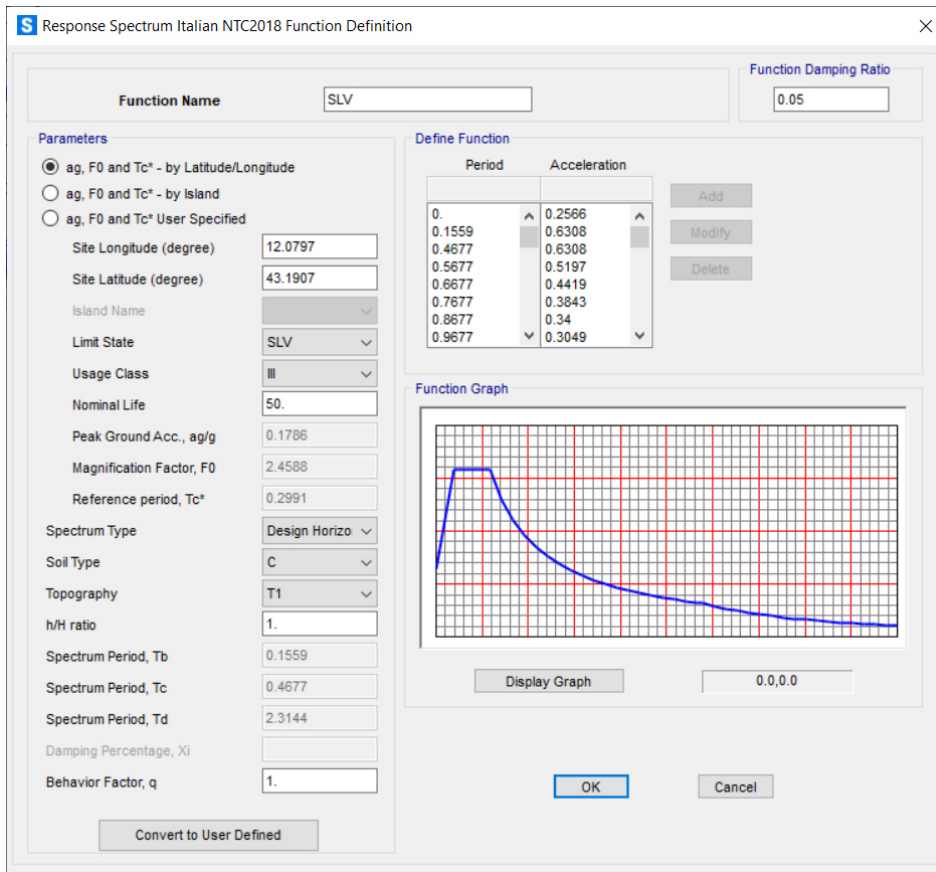 S Response Spectrum Italian NTC2018 Function Definition
Function Name
SLV
Function Damping Ratio
0.05
Parameters
ag, F0 and Tc* - by Latitude/Longitude
ag, F0 and Tc* - by Island
ag, F0 and Tc* User Specified
Site Longitude (degree) 12.0797
Site Latitude (degree) 43.1907
Island Name
Limit State SLV
Usage Class III
Nominal Life 50.
Peak Ground Acc., ag/g 0.1786
Magnification Factor, F0 2.4588
Reference period, Tc* 0.2991
Spectrum Type Design Horizo
Soil Type C
Topography T1
h/H ratio 1.
Spectrum Period, Tb 0.1559
Spectrum Period, Tc 0.4677
Spectrum Period, Td 2.3144
Damping Percentage, Xi
Behavior Factor, q 1.
Convert to User Defined
Define Function
Period Acceleration
0. 0.2566
0.1559 0.6308
0.4677 0.6308
0.5677 0.5197
0.6677 0.4419
0.7677 0.3843
0.8677 0.34
0.9677 0.3049
Add
Modify
Delete
Function Graph
Display Graph
0.0,0.0
OK
Cancel